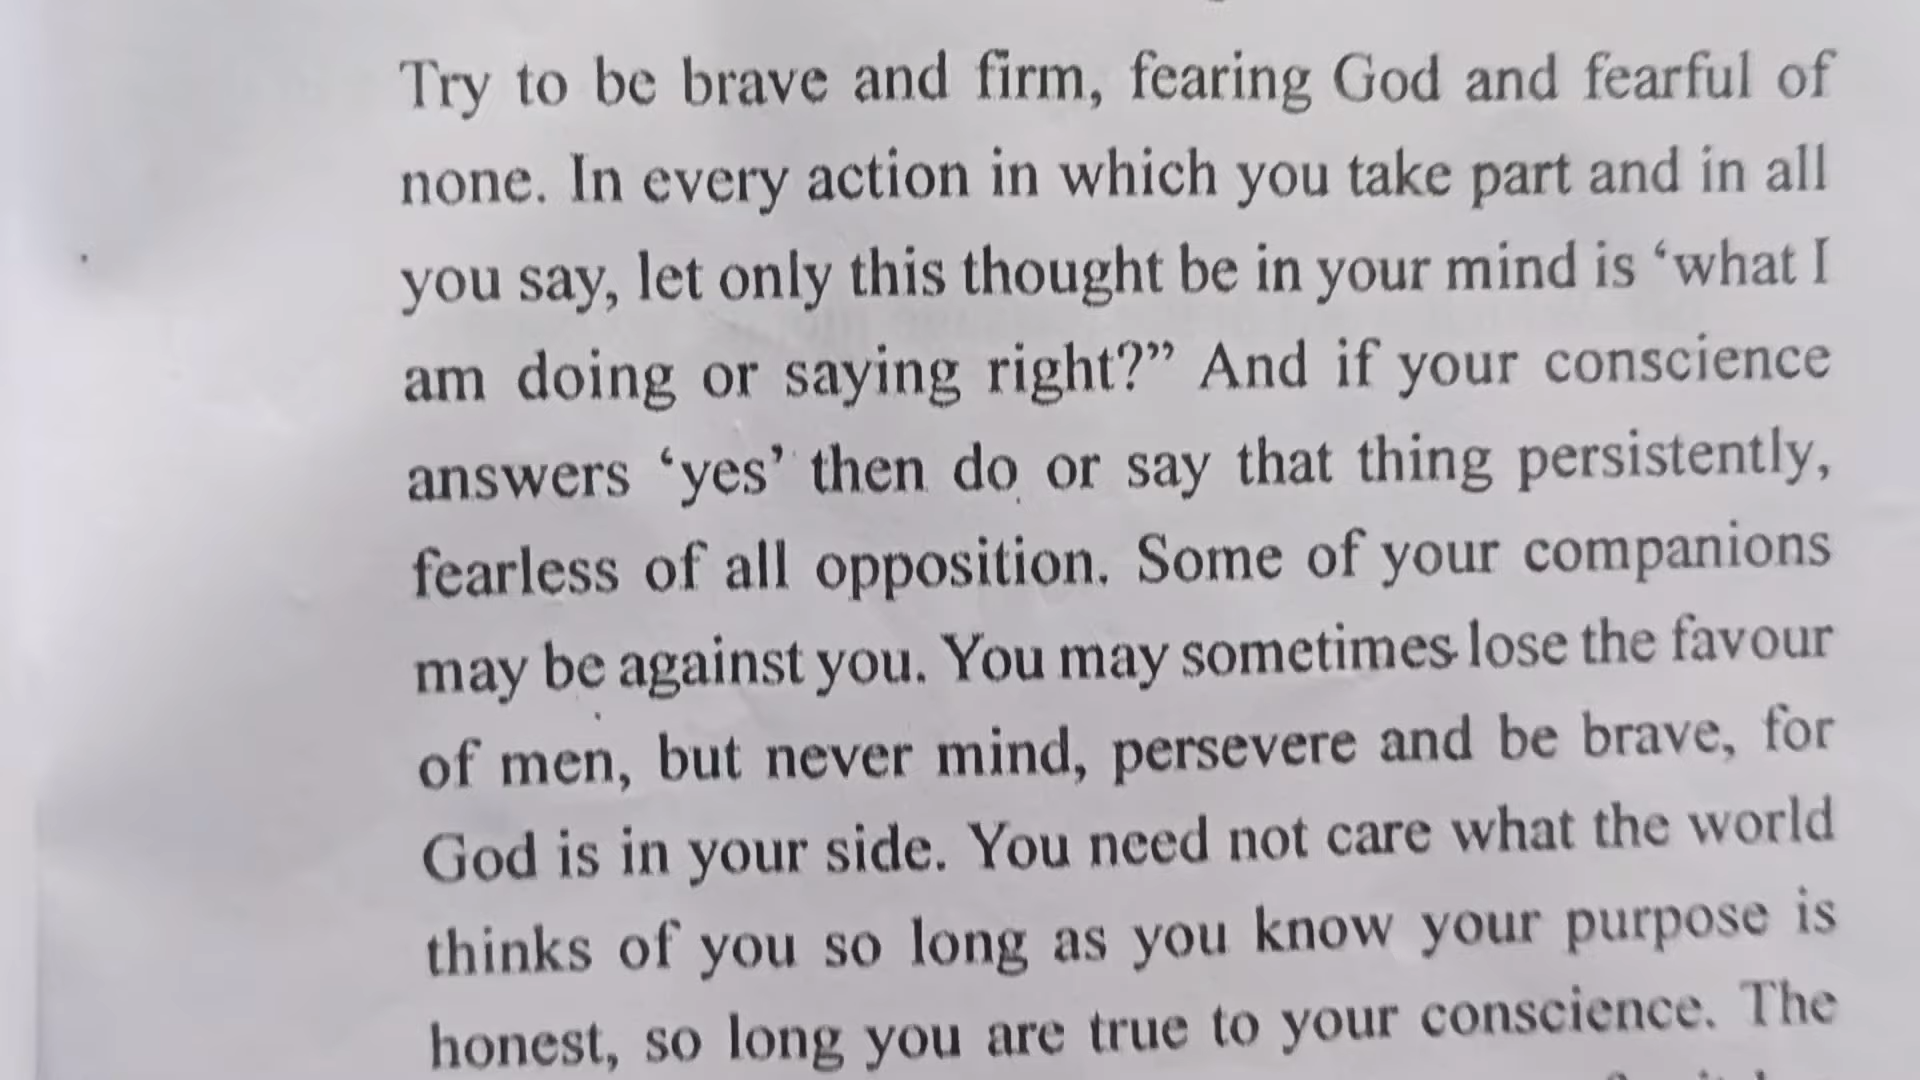 Try to be brave and firm, fearing God and fearful of
none. In every action in which you take part and in all
you say, let only this thought be in your mind is ‘what I
am doing or saying right?” And if your conscience
answers ‘yes’ then do or say that thing persistently,
fearless of all opposition. Some of your companions
may be against you. You may sometimes lose the favour
of men, but never mind, persevere and be brave, for
God is in your side. You need not care what the world
thinks of you so long as you know your purpose is
honest, so long you are true to your conscience. The